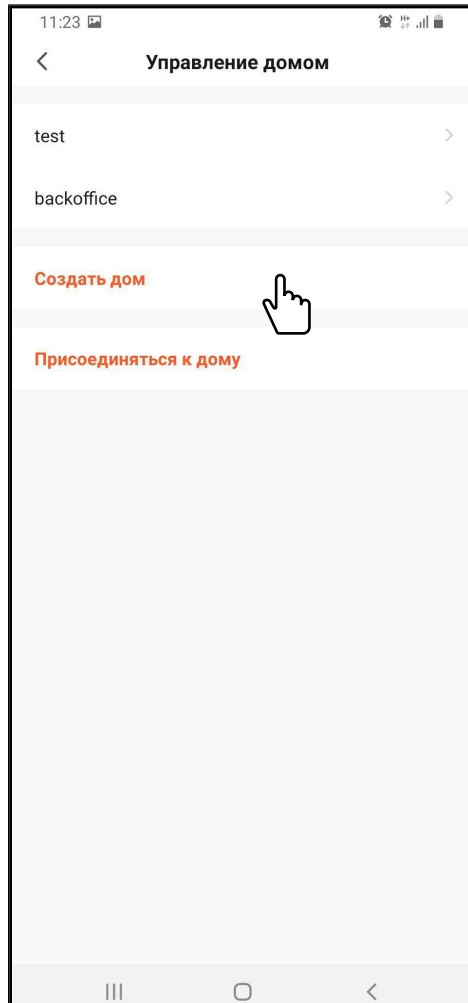 11:23
Управление домом
test
backoffice
Создать дом
Присоединяться к дому